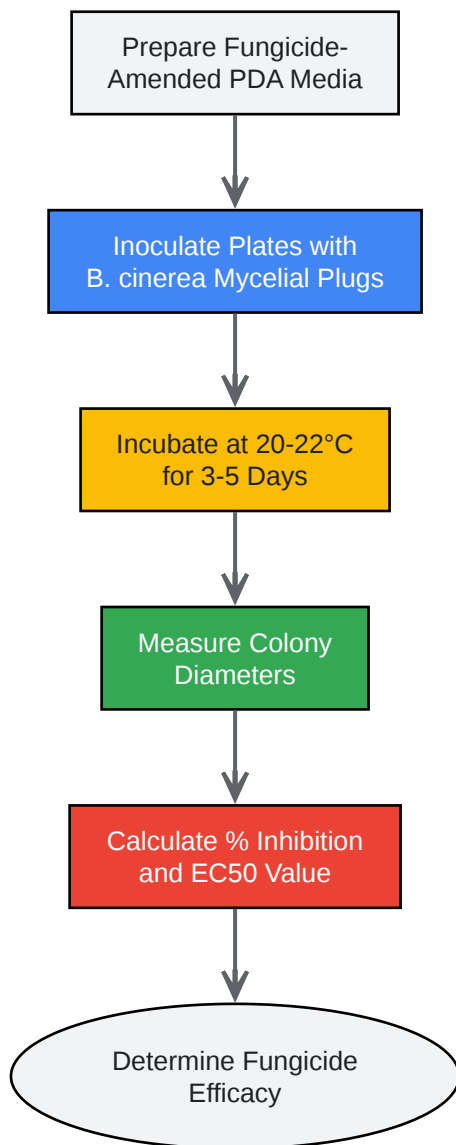 Prepare Fungicide-
Amended PDA Media
Inoculate Plates with
B. cinerea Mycelial Plugs
Incubate at 20-22°C
for 3-5 Days
Measure Colony
Diameters
Calculate % Inhibition
and EC50 Value
Determine Fungicide
Efficacy